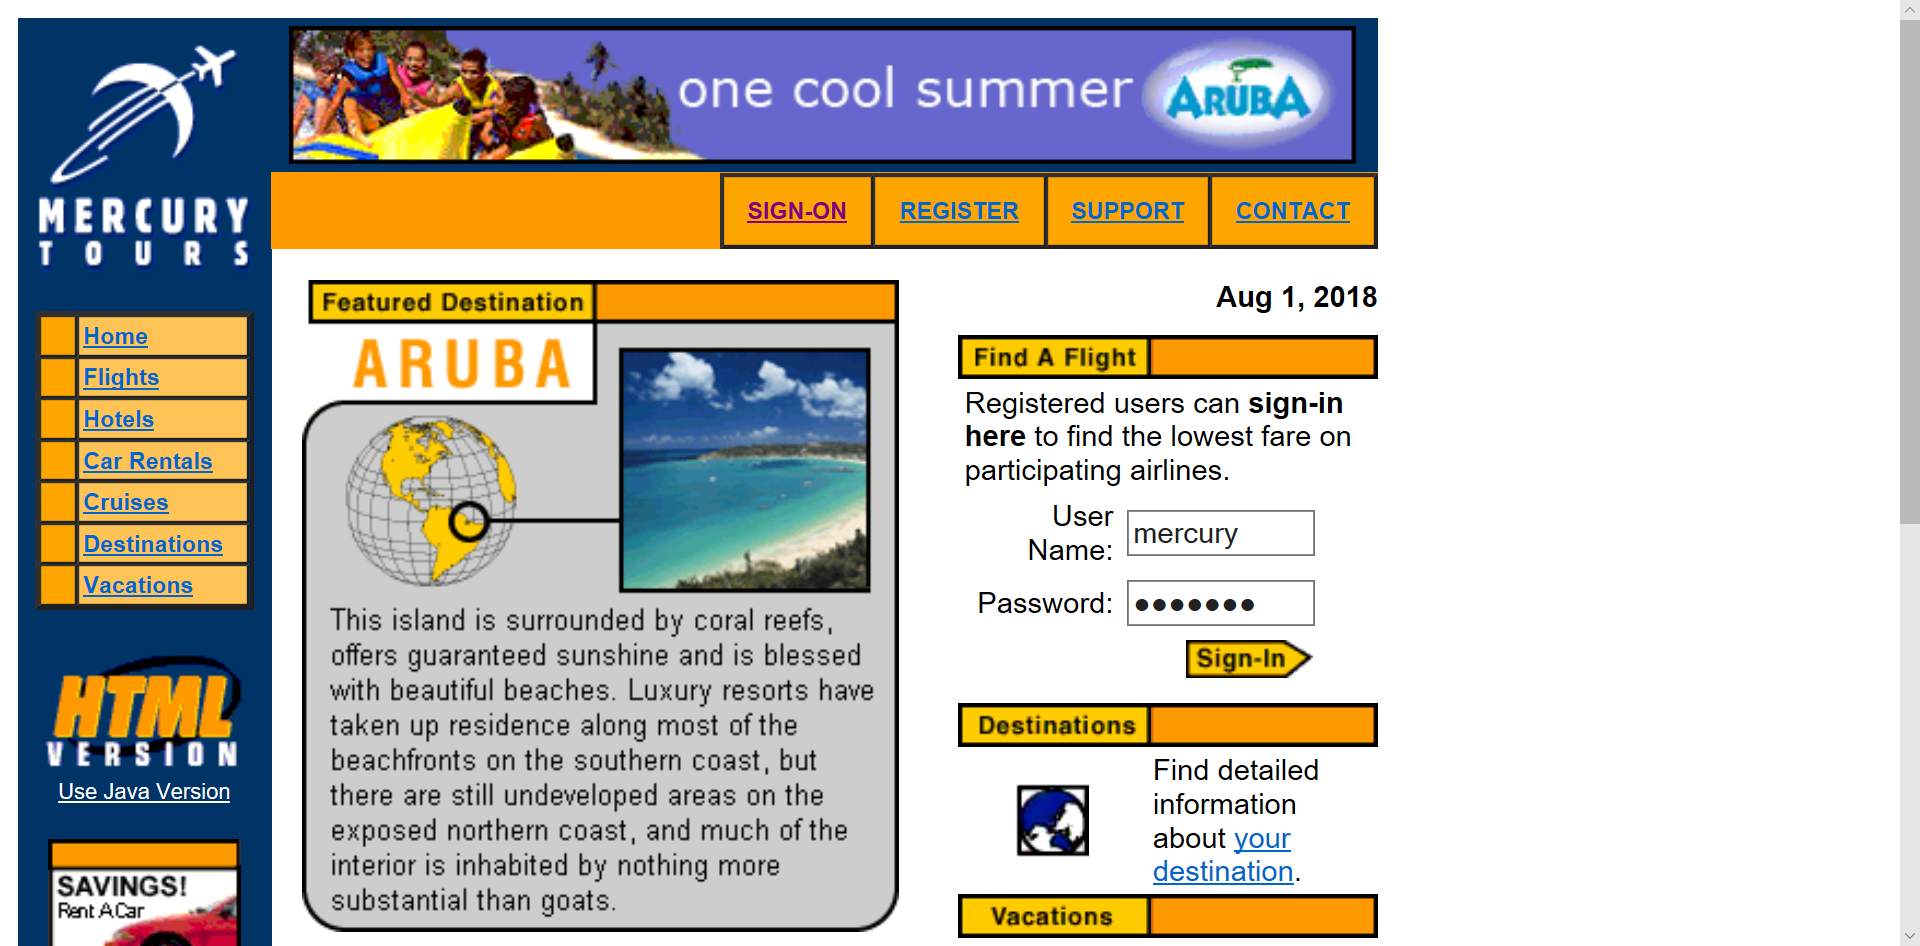 one cool summer
ARUBA
MERCURY
TOURS
SIGN-ON
REGISTER
SUPPORT
CONTACT
Home
Flights
Hotels
Car Rentals
Cruises
Destinations
Vacations
HTML
VERSION
Use Java Version
SAVINGS!
Rent A Car
Featured Destination
ARUBA
This island is surrounded by coral reefs,
offers guaranteed sunshine and is blessed
with beautiful beaches. Luxury resorts have
taken up residence along most of the
beachfronts on the southern coast, but
there are still undeveloped areas on the
exposed northern coast, and much of the
interior is inhabited by nothing more
substantial than goats.
Aug 1, 2018
Find A Flight
Registered users can sign-in
here to find the lowest fare on
participating airlines.
User
Name:
mercury
Password:
●●●●●●●
Sign-In
Destinations
Find detailed
information
about your
destination.
Vacations